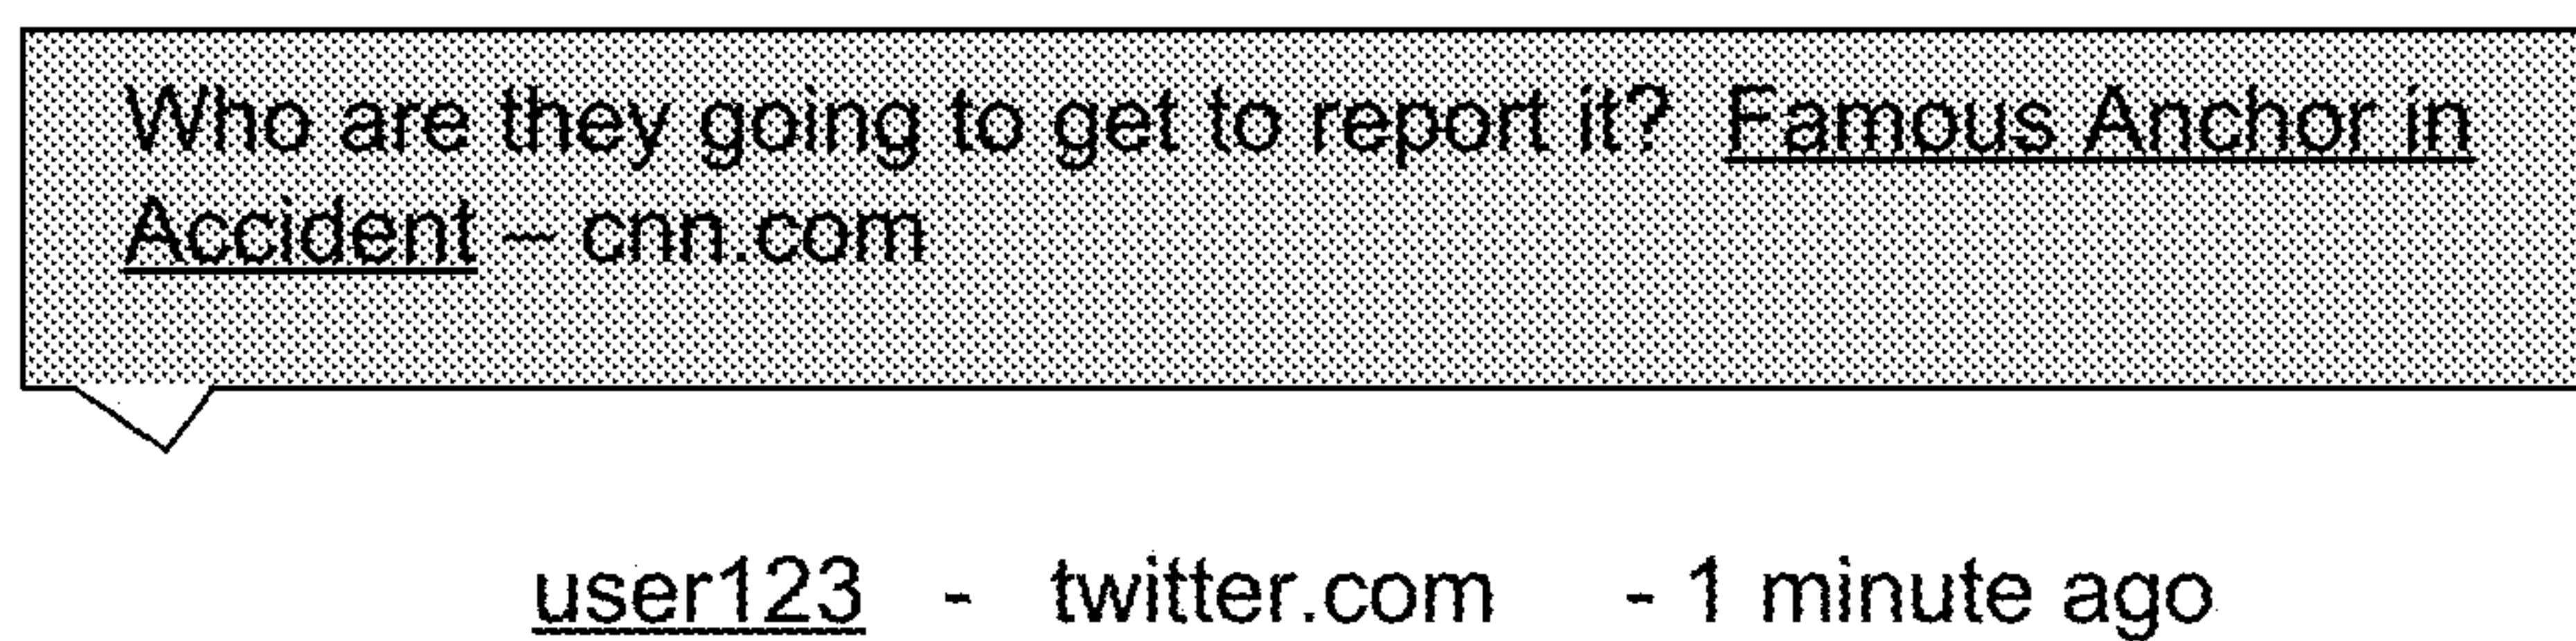 Who are they going to get to report it? Famous Anchor in
Accident – cnn.com
user123 - twitter.com - 1 minute ago